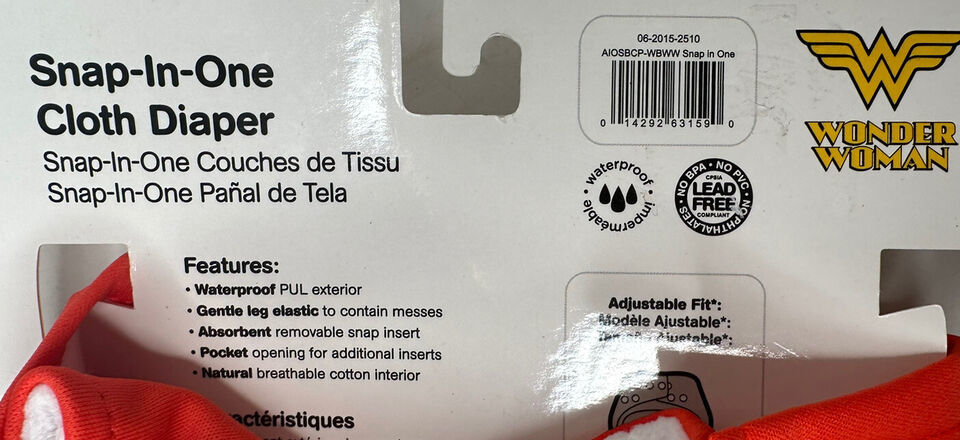 Snap-In-One
Cloth Diaper
Snap-In-One Couches de Tissu
Snap-In-One Pañal de Tela
Features:
• Waterproof PUL exterior
• Gentle leg elastic to contain messes
• Absorbent removable snap insert
• Pocket opening for additional inserts
• Natural breathable cotton interior
06-2015-2510
AIOSBCP-WBWW Snap in One
0 14292 63159 0
WONDER
WOMAN
waterproof • imperméable •
NO BPA • NO PVC • NO PHTHALATES •
CPSIA
LEAD
FREE
COMPLIANT
Adjustable Fit*:
Modèle Ajustable*:
Ajustable*: